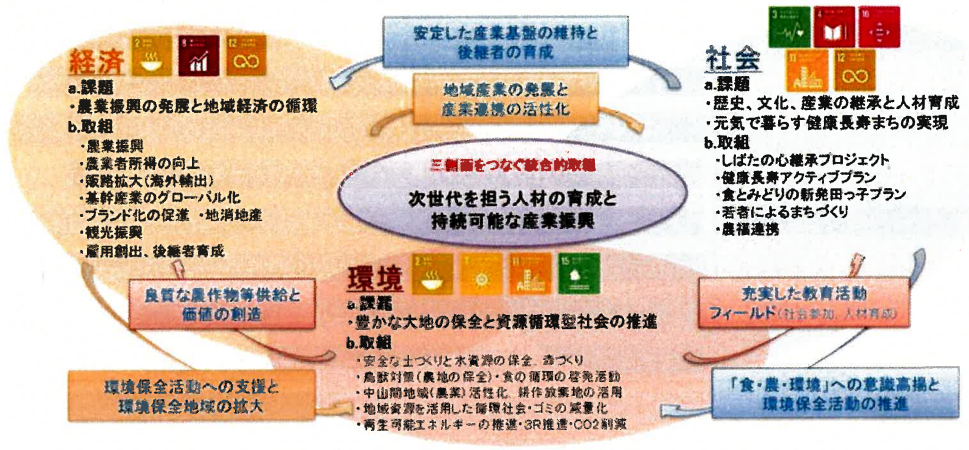 安定した産業基盤の維持と
後継者の育成
地域産業の発展と
産業連携の活性化
経済
2
8
12
a.課題
・農業振興の発展と地域経済の循環
b.取組
・農業振興
・農業者所得の向上
・販路拡大(海外輸出)
・基幹産業のグローバル化
・ブランド化の促進 ・地消地産
・観光振興
・雇用創出、後継者育成
社会
3
4
16
11
12
a.課題
・歴史、文化、産業の継承と人材育成
・元気で暮らす健康長寿まちの実現
b.取組
・しばたの心継承プロジェクト
・健康長寿アクティブプラン
・食とみどりの新発田っ子プラン
・若者によるまちづくり
・農福連携
三側面をつなぐ統合的取組
次世代を担う人材の育成と
持続可能な産業振興
環境
2
7
11
15
a.課題
・豊かな大地の保全と資源循環型社会の推進
b.取組
・安全な土づくりと水資源の保全、森づくり
・鳥獣対策(農地の保全)・食の循環の啓発活動
・中山間地域(農業)活性化、耕作放棄地の活用
・地域資源を活用した循環社会・ゴミの減量化
・再生可能エネルギーの推進・3R推進・CO2削減
良質な農作物等供給と
価値の創造
環境保全活動への支援と
環境保全地域の拡大
充実した教育活動
フィールド(社会参加、人材育成)
「食・農・環境」への意識高揚と
環境保全活動の推進